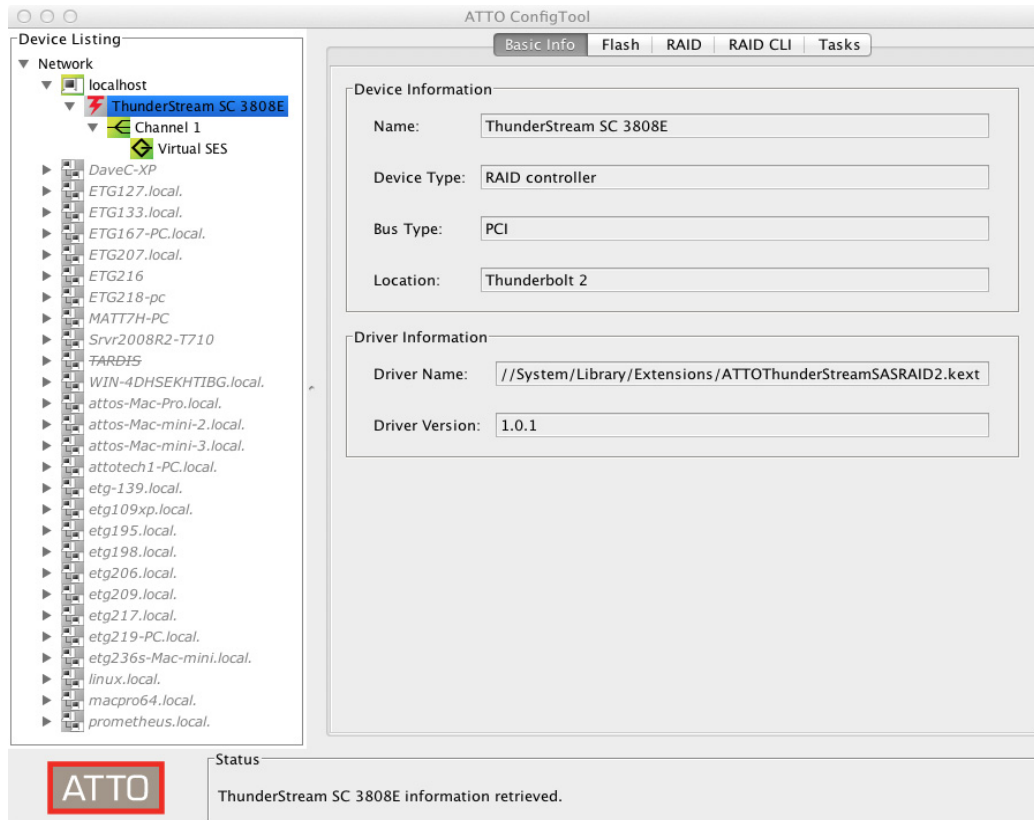 ATTO ConfigTool
Device Listing
Network
localhost
ThunderStream SC 3808E
Channel 1
Virtual SES
DaveC-XP
ETG127.local.
ETG133.local.
ETG167-PC.local.
ETG207.local.
ETG216
ETG218-pc
MATT7H-PC
Srvr2008R2-T710
TARDIS
WIN-4DHSEKHTIBG.local.
attos-Mac-Pro.local.
attos-Mac-mini-2.local.
attos-Mac-mini-3.local.
attotech1-PC.local.
etg-139.local.
etg109xp.local.
etg195.local.
etg198.local.
etg206.local.
etg209.local.
etg217.local.
etg219-PC.local.
etg236s-Mac-mini.local.
linux.local.
macpro64.local.
prometheus.local.
Basic Info Flash RAID RAID CLI Tasks
Device Information
Name: ThunderStream SC 3808E
Device Type: RAID controller
Bus Type: PCI
Location: Thunderbolt 2
Driver Information
Driver Name: //System/Library/Extensions/ATTOThunderStreamSASRAID2.kext
Driver Version: 1.0.1
ATTO
Status
ThunderStream SC 3808E information retrieved.